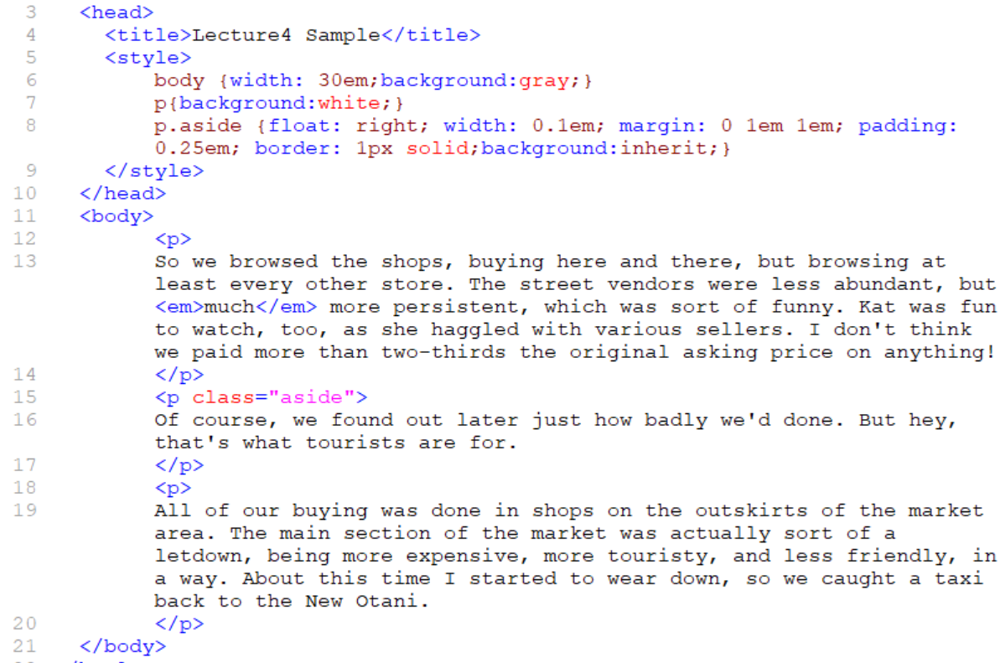 3 <head>
4 <title>Lecture4 Sample</title>
5 <style>
6 body {width: 30em;background:gray;}
7 p{background:white;}
8 p.aside {float: right; width: 0.1em; margin: 0 1em 1em; padding:
0.25em; border: 1px solid;background:inherit;}
9 </style>
10 </head>
11 <body>
12 <p>
13 So we browsed the shops, buying here and there, but browsing at
least every other store. The street vendors were less abundant, but
<em>much</em> more persistent, which was sort of funny. Kat was fun
to watch, too, as she haggled with various sellers. I don't think
we paid more than two-thirds the original asking price on anything!
14 </p>
15 <p class="aside">
16 Of course, we found out later just how badly we'd done. But hey,
that's what tourists are for.
17 </p>
18 <p>
19 All of our buying was done in shops on the outskirts of the market
area. The main section of the market was actually sort of a
letdown, being more expensive, more touristy, and less friendly, in
a way. About this time I started to wear down, so we caught a taxi
back to the New Otani.
20 </p>
21 </body>